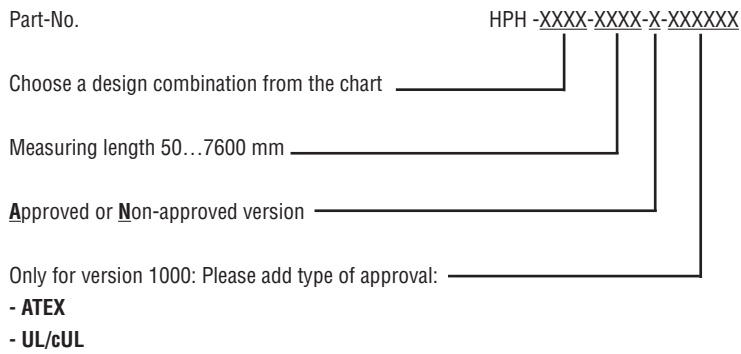 Part-No. HPH -XXXX-XXXX-X-XXXXXX
Choose a design combination from the chart
Measuring length 50…7600 mm
Approved or Non-approved version
Only for version 1000: Please add type of approval:
- ATEX
- UL/cUL